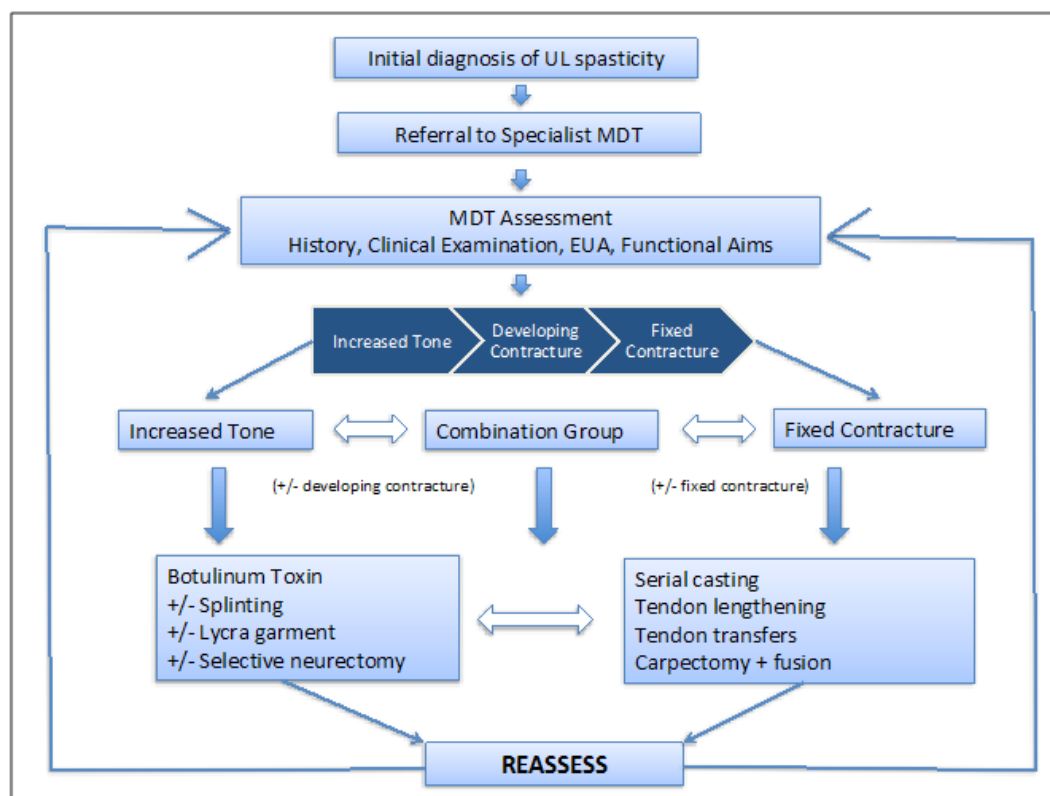 Initial diagnosis of UL spasticity
Referral to Specialist MDT
MDT Assessment
History, Clinical Examination, EUA, Functional Aims
Increased Tone
Developing
Contracture
Fixed
Contracture
Increased Tone
Combination Group
Fixed Contracture
(+/- developing contracture)
(+/- fixed contracture)
Botulinum Toxin
+/- Splinting
+/- Lycra garment
+/- Selective neurectomy
Serial casting
Tendon lengthening
Tendon transfers
Carpectomy + fusion
REASSESS